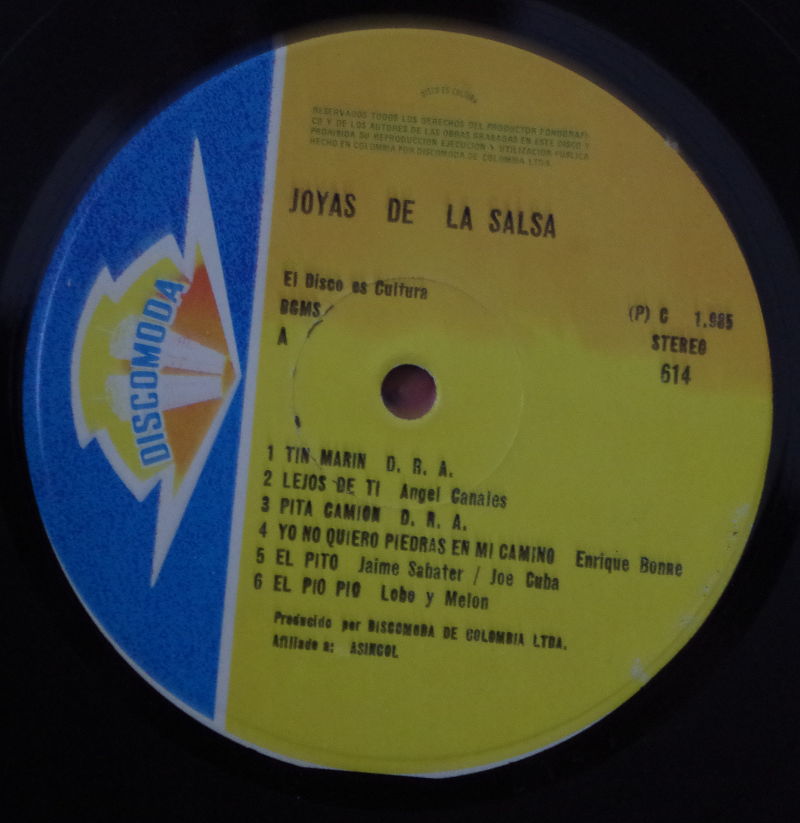 DISCO ES CULTURA
RESERVADOS TODOS LOS DERECHOS DEL PRODUCTOR FONOGRAFI-
CO Y DE LOS AUTORES DE LAS OBRAS GRABADAS EN ESTE DISCO Y
PROHIBIDA SU REPRODUCCION EJECUCION Y UTILIZACION PUBLICA
HECHO EN COLOMBIA POR DISCOMODA DE COLOMBIA LTDA.
JOYAS DE LA SALSA
El Disco es Cultura
DGMS
A
(P) C 1.985
STEREO
614
DISCOMODA
1 TIN MARIN D. R. A.
2 LEJOS DE TI Angel Canales
3 PITA CAMION D. R. A.
4 YO NO QUIERO PIEDRAS EN MI CAMINO Enrique Bonne
5 EL PITO Jaime Sabater / Joe Cuba
6 EL PIO PIO Lobo y Melon
Producido por DISCOMODA DE COLOMBIA LTDA.
Afiliado a: ASINCOL